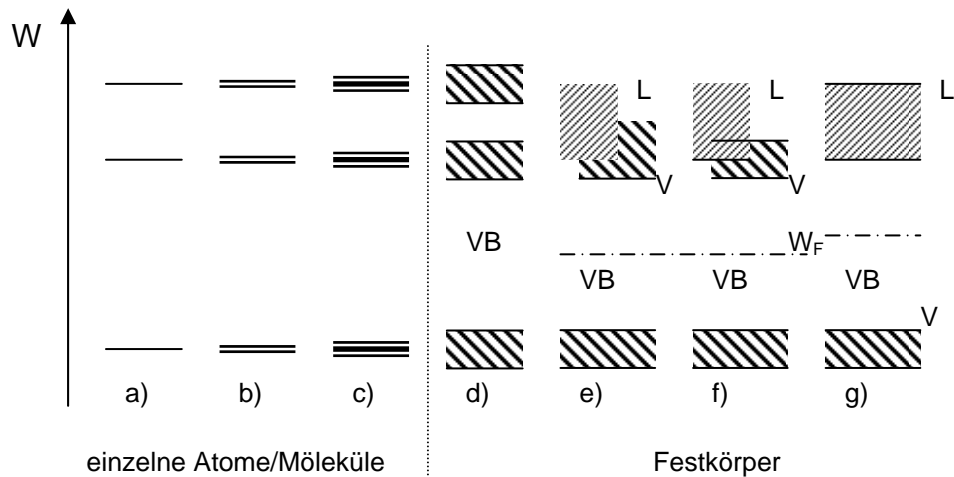 W
L L L
V V
VB W_F
VB VB VB
V
a) b) c) d) e) f) g)
einzelne Atome/Möleküle Festkörper